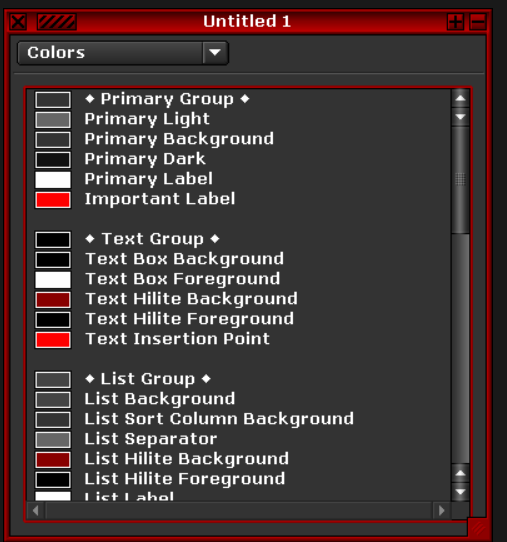 Untitled 1
Colors
◆ Primary Group ◆
Primary Light
Primary Background
Primary Dark
Primary Label
Important Label
◆ Text Group ◆
Text Box Background
Text Box Foreground
Text Hilite Background
Text Hilite Foreground
Text Insertion Point
◆ List Group ◆
List Background
List Sort Column Background
List Separator
List Hilite Background
List Hilite Foreground
List Label